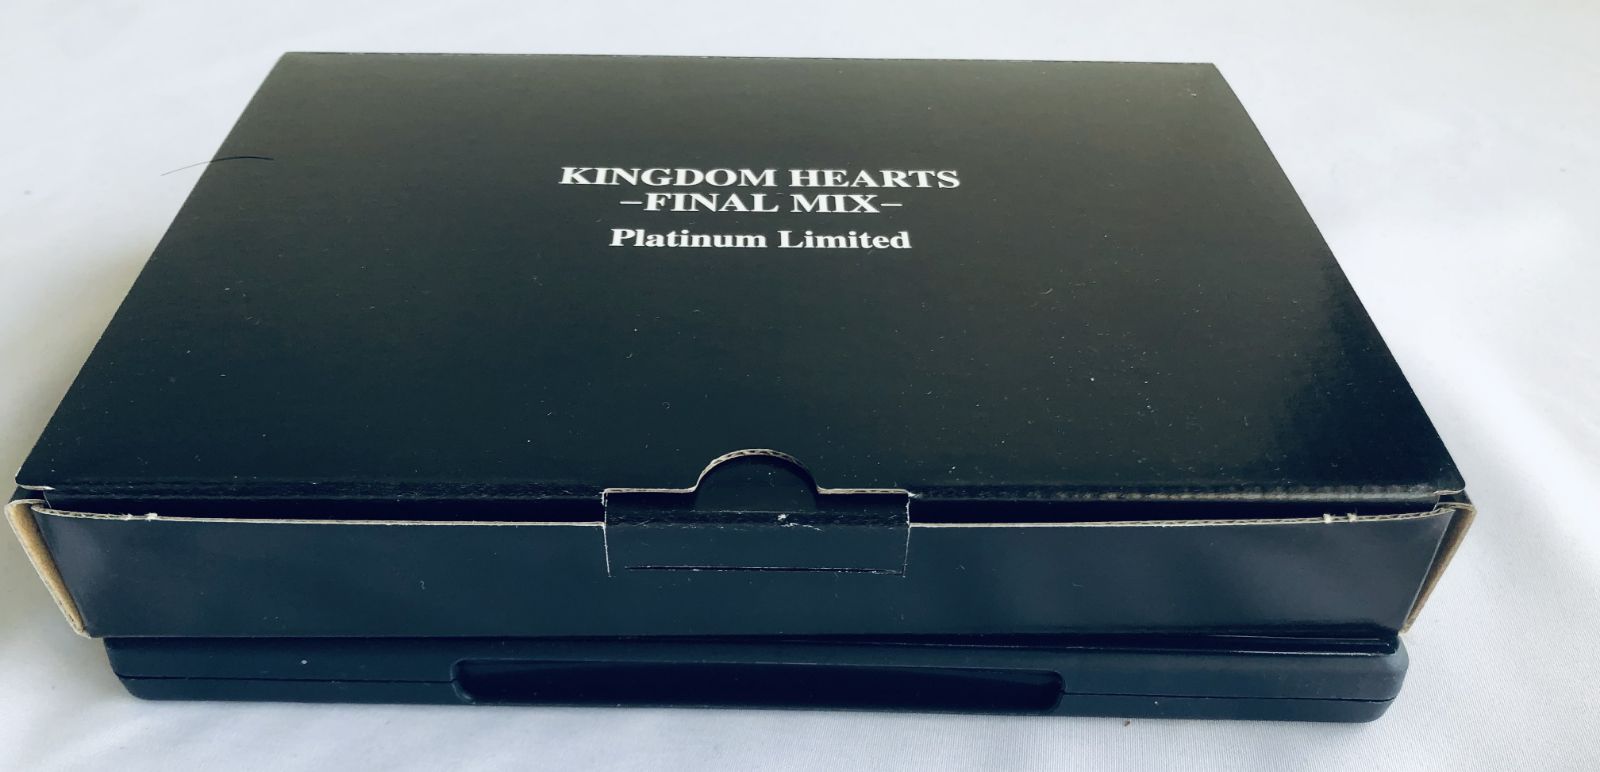 KINGDOM HEARTS
–FINAL MIX–
Platinum Limited